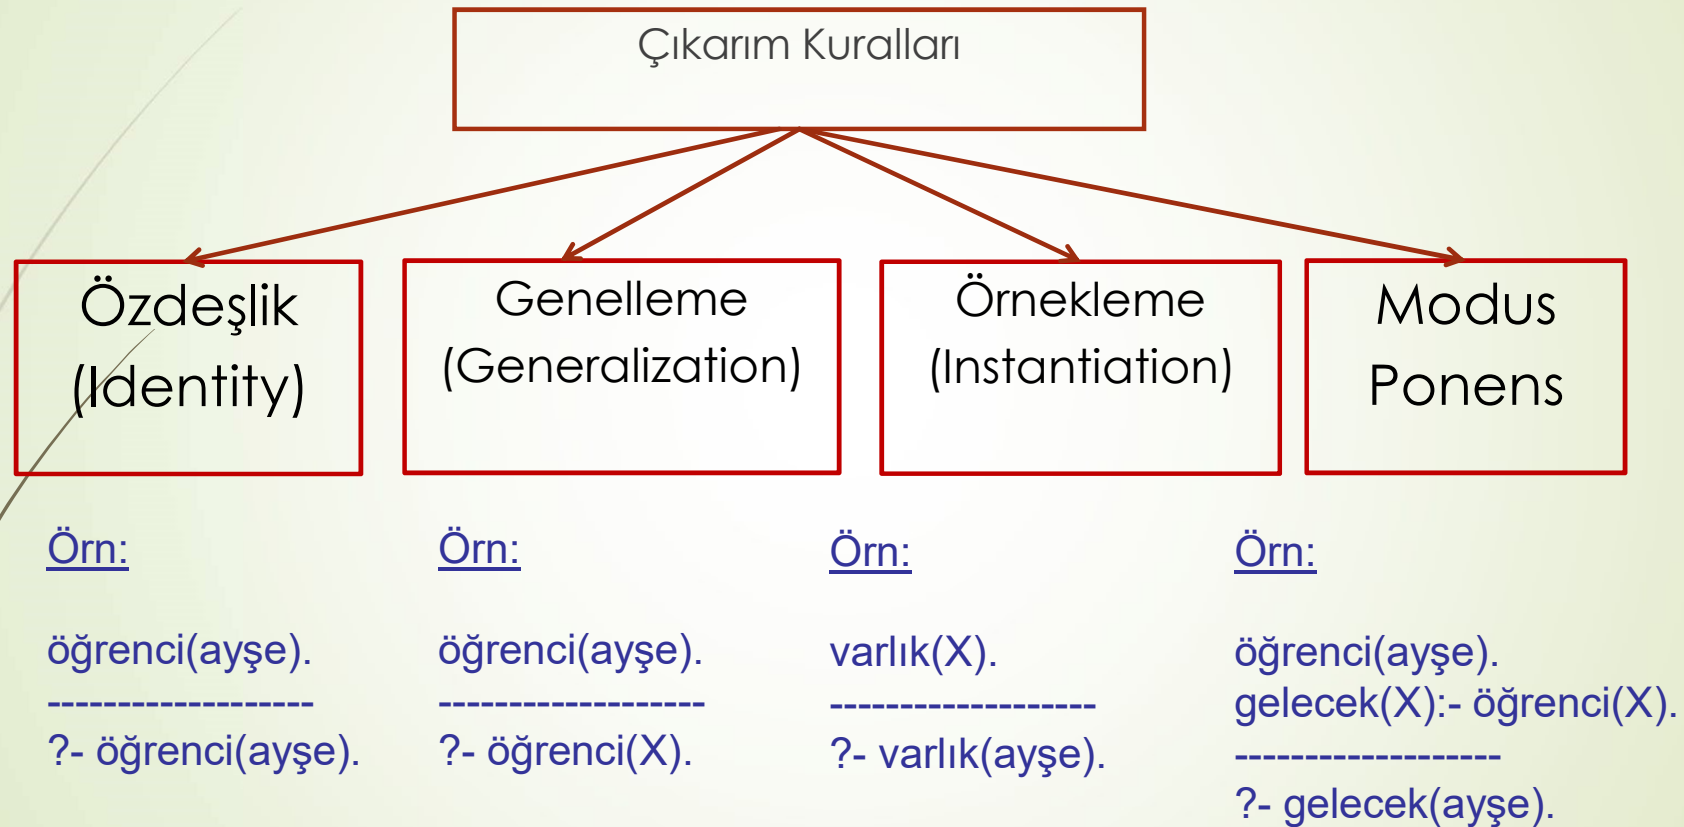 Çıkarım Kuralları
Özdeşlik
(Identity)
Genelleme
(Generalization)
Örnekleme
(Instantiation)
Modus
Ponens
Örn:
öğrenci(ayşe).
-------------------
?- öğrenci(ayşe).
Örn:
öğrenci(ayşe).
-------------------
?- öğrenci(X).
Örn:
varlık(X).
-------------------
?- varlık(ayşe).
Örn:
öğrenci(ayşe).
gelecek(X):- öğrenci(X).
-------------------
?- gelecek(ayşe).